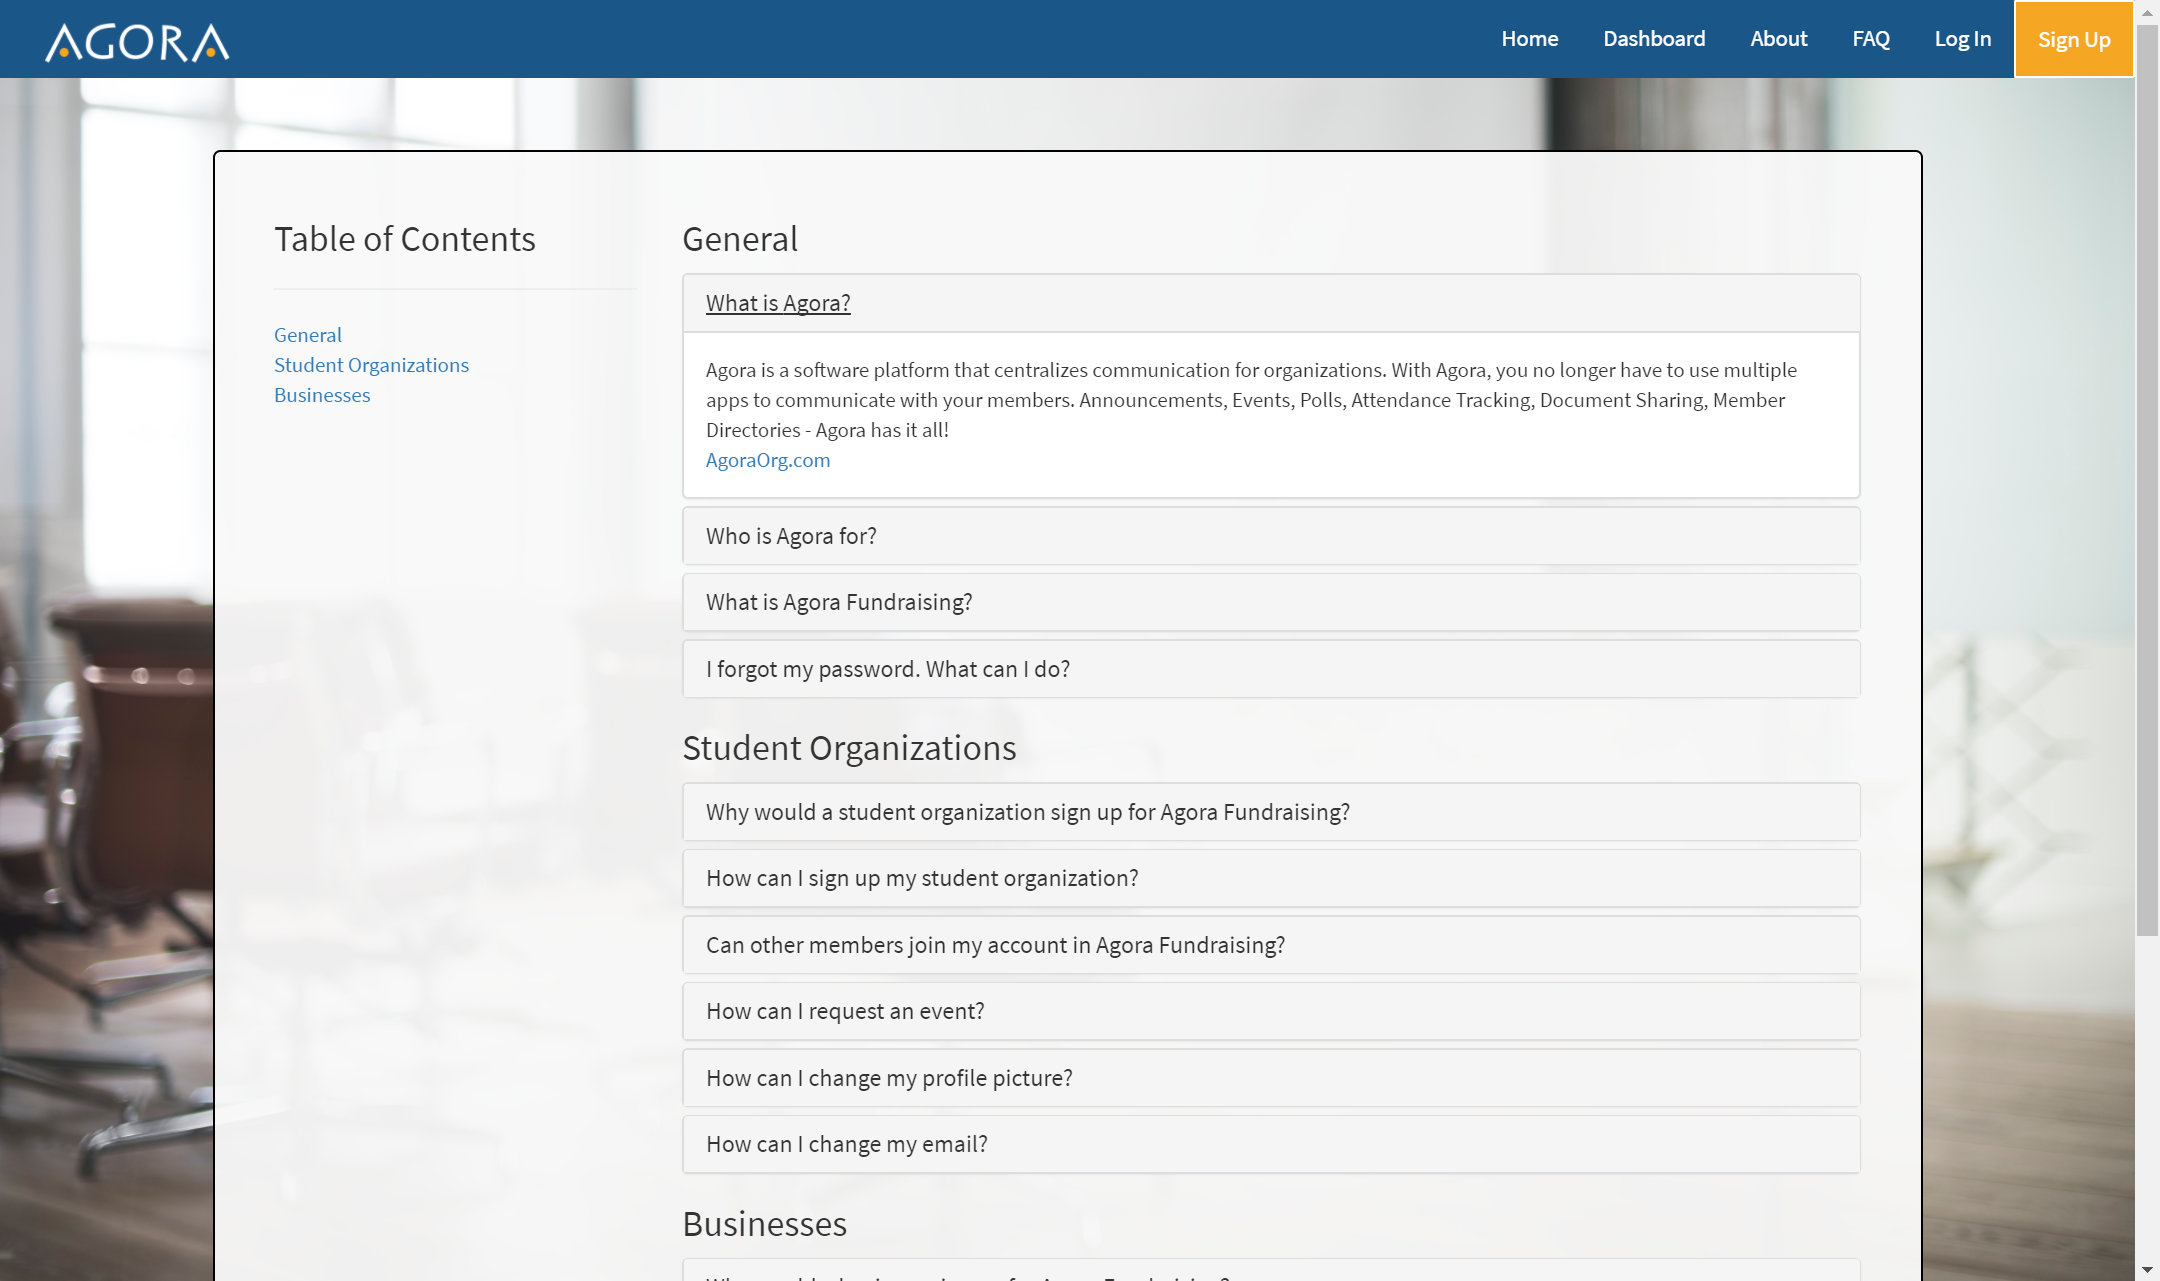 AGORA
Home
Dashboard
About
FAQ
Log In
Sign Up
Table of Contents
General
Student Organizations
Businesses
General
What is Agora?
Agora is a software platform that centralizes communication for organizations. With Agora, you no longer have to use multiple
apps to communicate with your members. Announcements, Events, Polls, Attendance Tracking, Document Sharing, Member
Directories - Agora has it all!
AgoraOrg.com
Who is Agora for?
What is Agora Fundraising?
I forgot my password. What can I do?
Student Organizations
Why would a student organization sign up for Agora Fundraising?
How can I sign up my student organization?
Can other members join my account in Agora Fundraising?
How can I request an event?
How can I change my profile picture?
How can I change my email?
Businesses